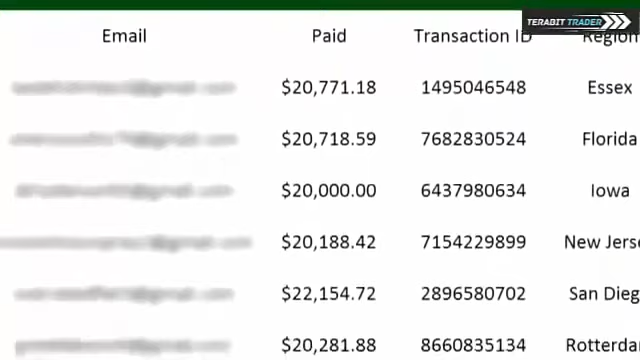 TERABIT TRADER
Email Paid Transaction ID Region
$20,771.18 1495046548 Essex
$20,718.59 7682830524 Florida
$20,000.00 6437980634 Iowa
$20,188.42 7154229899 New Jerse
$22,154.72 2896580702 San Dieg
$20,281.88 8660835134 Rotterda